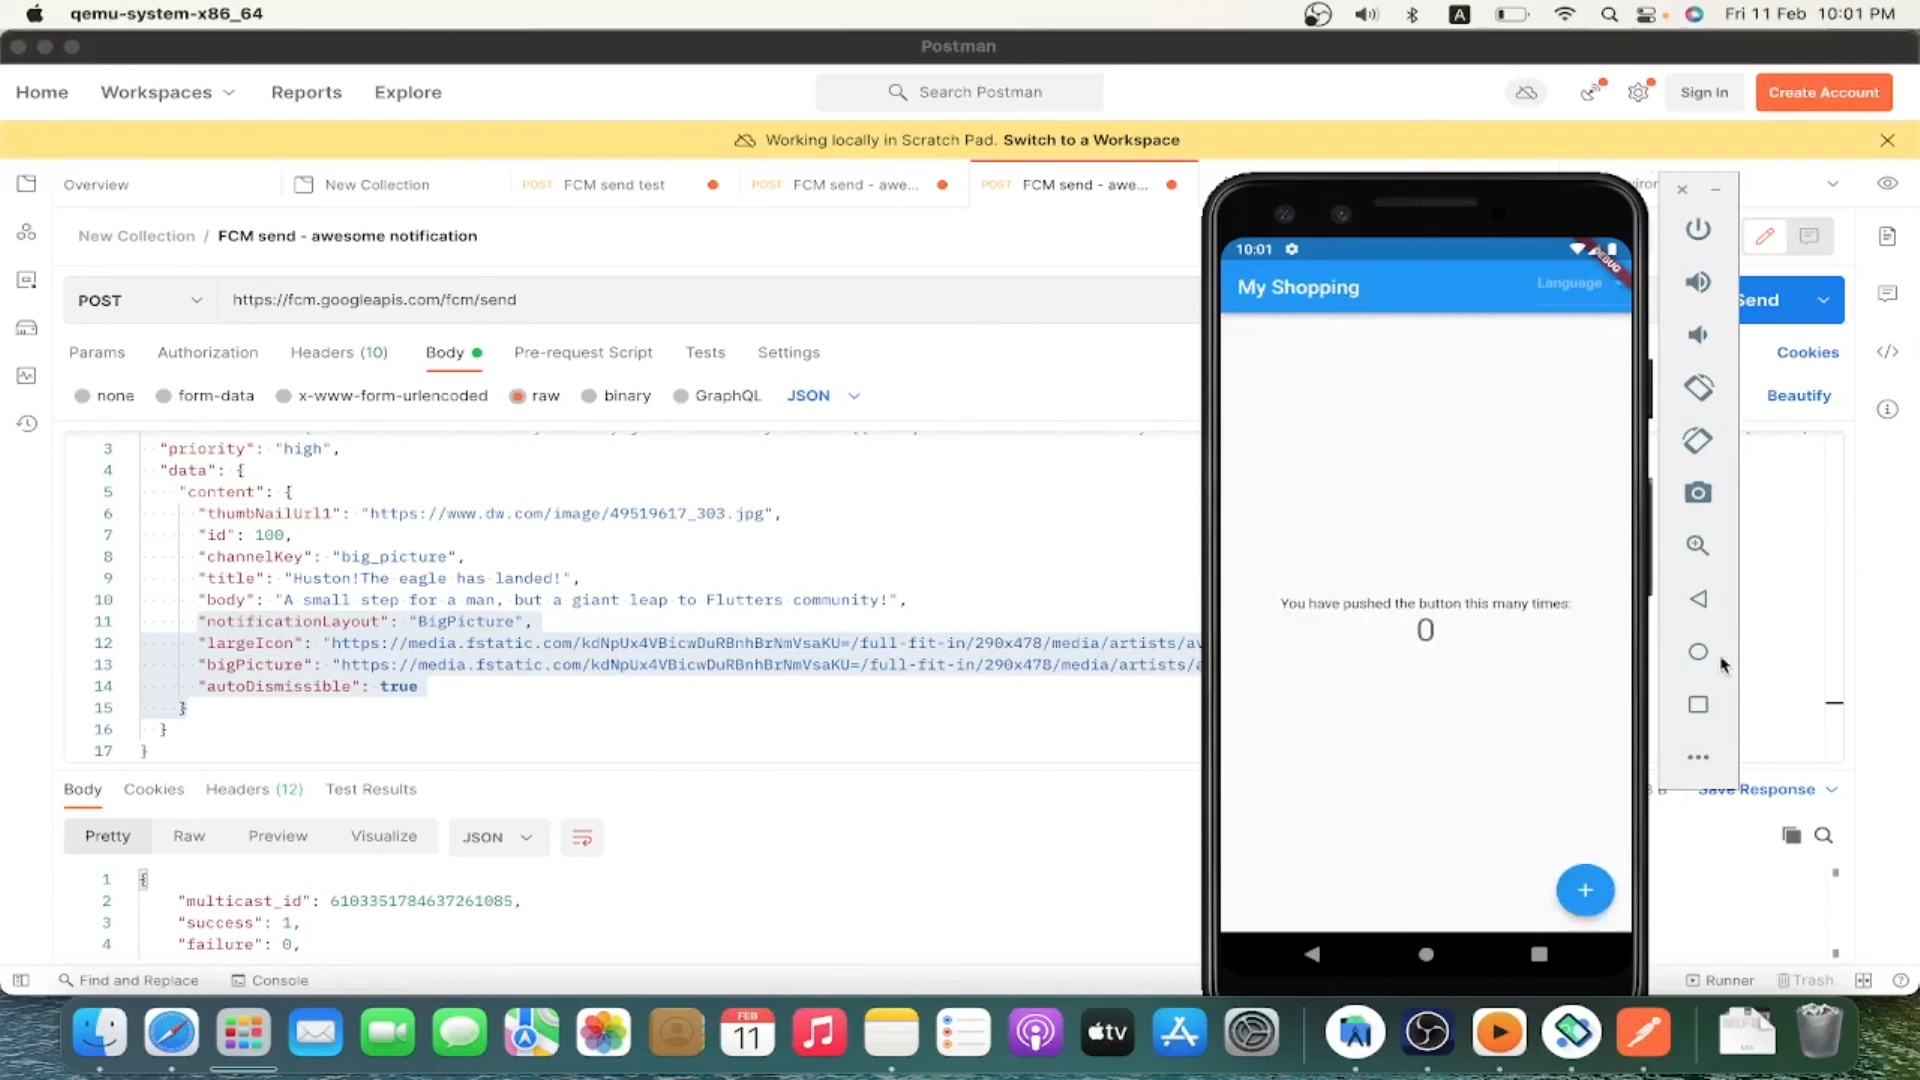 qemu-system-x86_64
A
Fri 11 Feb 10:01 PM
Postman
Home
Workspaces
Reports
Explore
Search Postman
Sign In
Create Account
Working locally in Scratch Pad. Switch to a Workspace
Overview
New Collection
POST FCM send test
POST FCM send - awe...
POST FCM send - awe...
New Collection / FCM send - awesome notification
POST
https://fcm.googleapis.com/fcm/send
Send
Params
Authorization
Headers (10)
Body
Pre-request Script
Tests
Settings
Cookies
none
form-data
x-www-form-urlencoded
raw
binary
GraphQL
JSON
Beautify
3 "priority": "high",
4 "data": {
5 "content": {
6 "thumbNailUrl1": "https://www.dw.com/image/49519617_303.jpg",
7 "id": 100,
8 "channelKey": "big_picture",
9 "title": "Huston!The eagle has landed!",
10 "body": "A small step for a man, but a giant leap to Flutters community!",
11 "notificationLayout": "BigPicture",
12 "largeIcon": "https://media.fstatic.com/kdNpUx4VBicwDuRBnhBrNmVsaKU=/full-fit-in/290x478/media/artists/av
13 "bigPicture": "https://media.fstatic.com/kdNpUx4VBicwDuRBnhBrNmVsaKU=/full-fit-in/290x478/media/artists/a
14 "autoDismissible": true
15 }
16 }
17 }
Body
Cookies
Headers (12)
Test Results
Save Response
Pretty
Raw
Preview
Visualize
JSON
1 {
2 "multicast_id": 6103351784637261085,
3 "success": 1,
4 "failure": 0,
Find and Replace
Console
Runner
Trash
10:01
DEBUG
My Shopping
Language
You have pushed the button this many times:
0
FEB
11
tv